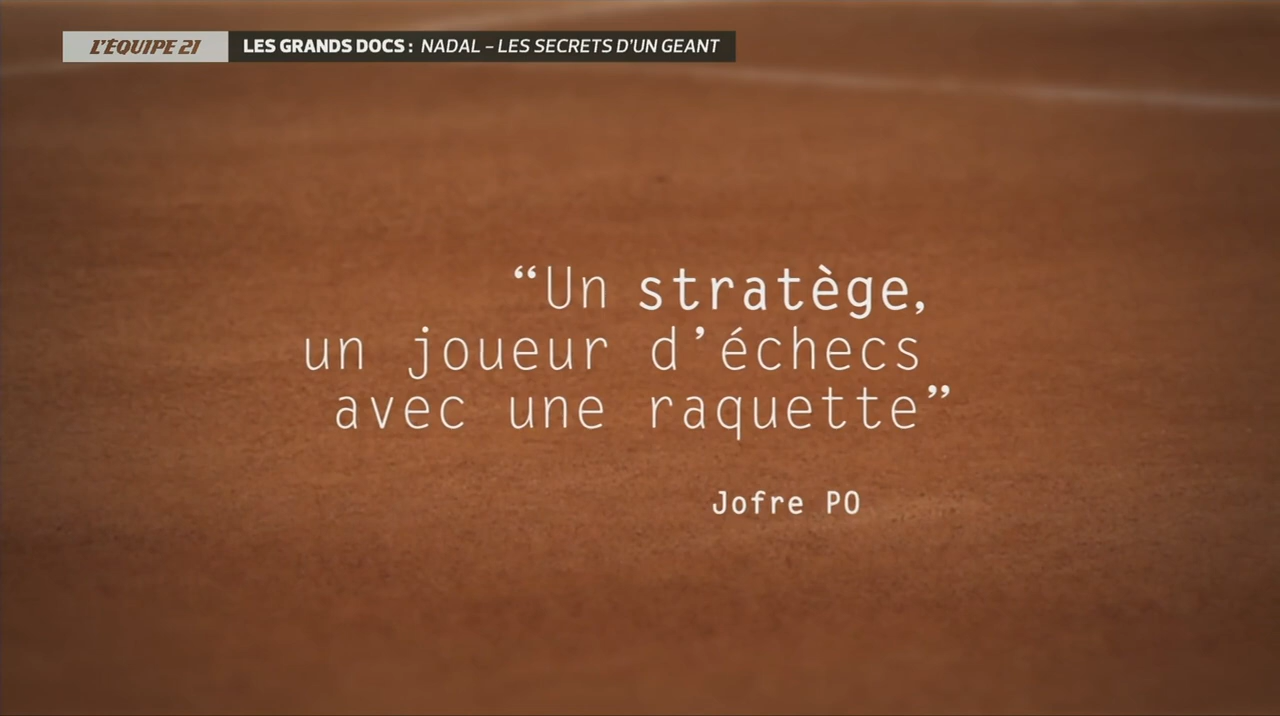 L'ÉQUIPE 21 LES GRANDS DOCS : NADAL – LES SECRETS D'UN GEANT
“Un stratège,
un joueur d’échecs
avec une raquette”
Jofre PO